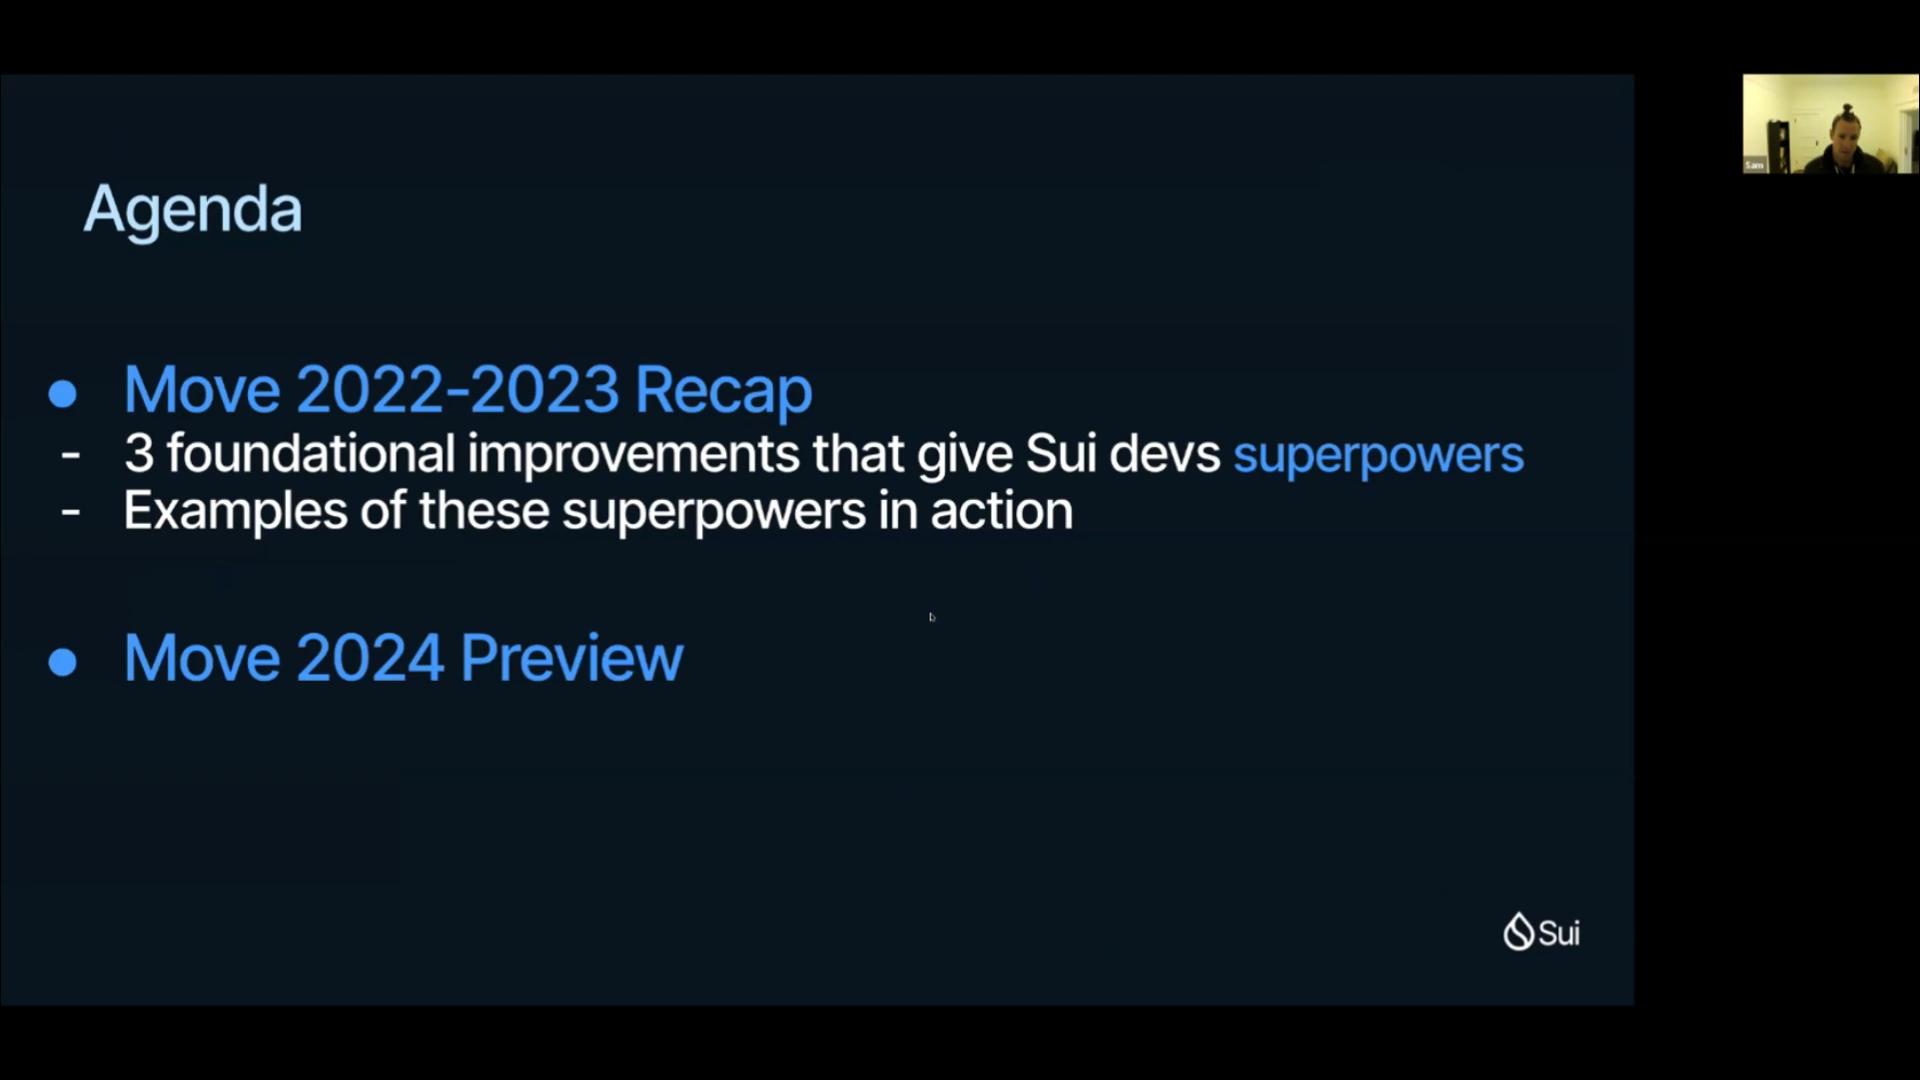 Agenda
Sam
● Move 2022-2023 Recap
- 3 foundational improvements that give Sui devs superpowers
- Examples of these superpowers in action
● Move 2024 Preview
Sui